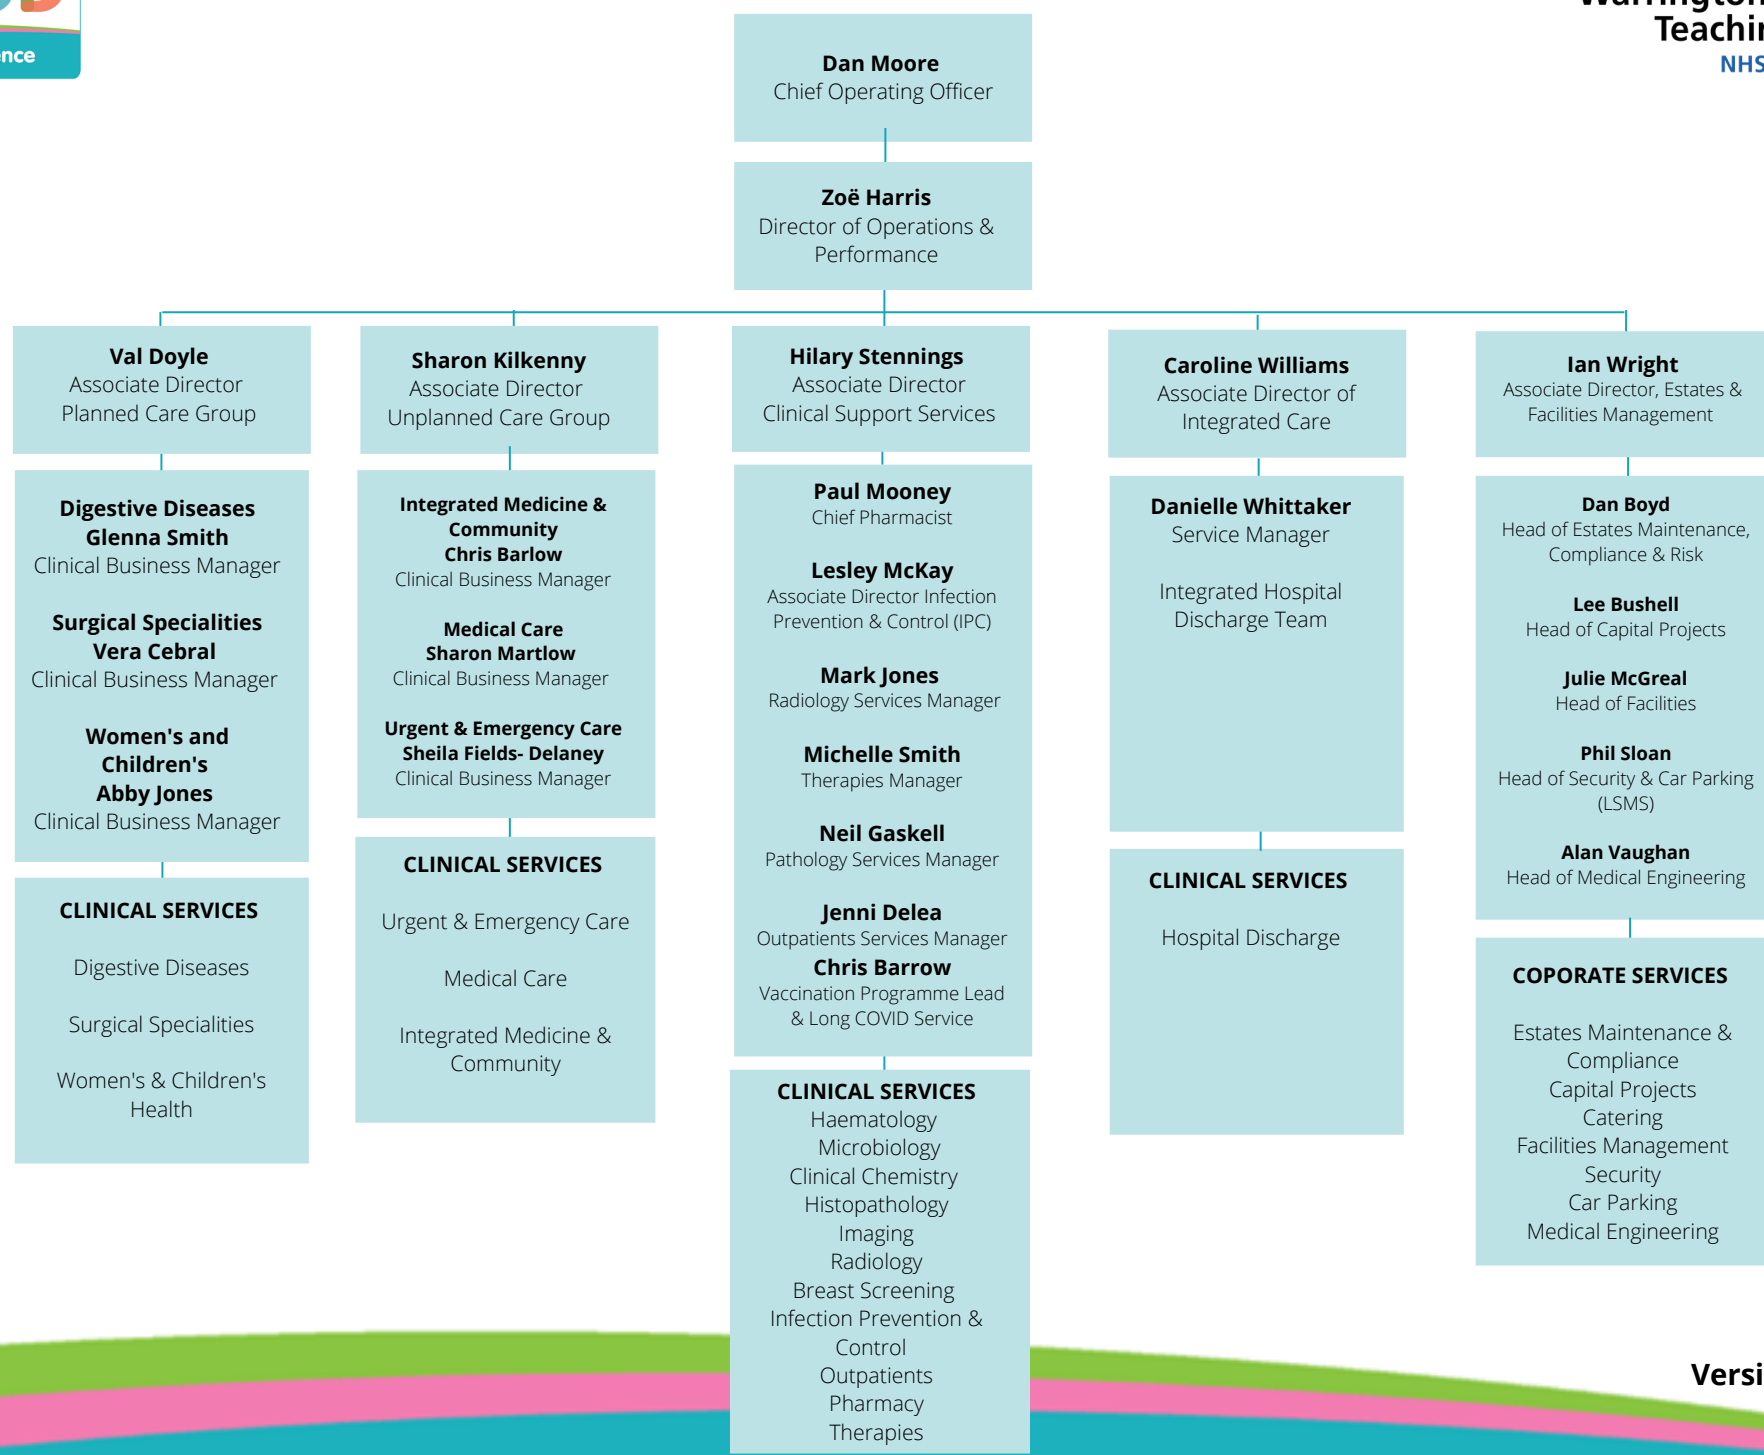 ence
Teachin
NHS
Dan Moore
Chief Operating Officer
Zoë Harris
Director of Operations &
Performance
Val Doyle
Associate Director
Planned Care Group
Sharon Kilkenny
Associate Director
Unplanned Care Group
Hilary Stennings
Associate Director
Clinical Support Services
Caroline Williams
Associate Director of
Integrated Care
Ian Wright
Associate Director, Estates &
Facilities Management
Digestive Diseases
Glenna Smith
Clinical Business Manager
Surgical Specialities
Vera Cebral
Clinical Business Manager
Women's and
Children's
Abby Jones
Clinical Business Manager
CLINICAL SERVICES
Digestive Diseases
Surgical Specialities
Women's & Children's
Health
Integrated Medicine &
Community
Chris Barlow
Clinical Business Manager
Medical Care
Sharon Martlow
Clinical Business Manager
Urgent & Emergency Care
Sheila Fields- Delaney
Clinical Business Manager
CLINICAL SERVICES
Urgent & Emergency Care
Medical Care
Integrated Medicine &
Community
Paul Mooney
Chief Pharmacist
Lesley McKay
Associate Director Infection
Prevention & Control (IPC)
Mark Jones
Radiology Services Manager
Michelle Smith
Therapies Manager
Neil Gaskell
Pathology Services Manager
Jenni Delea
Outpatients Services Manager
Chris Barrow
Vaccination Programme Lead
& Long COVID Service
CLINICAL SERVICES
Haematology
Microbiology
Clinical Chemistry
Histopathology
Imaging
Radiology
Breast Screening
Infection Prevention &
Control
Outpatients
Pharmacy
Therapies
Danielle Whittaker
Service Manager
Integrated Hospital
Discharge Team
CLINICAL SERVICES
Hospital Discharge
Dan Boyd
Head of Estates Maintenance,
Compliance & Risk
Lee Bushell
Head of Capital Projects
Julie McGreal
Head of Facilities
Phil Sloan
Head of Security & Car Parking
(LSMS)
Alan Vaughan
Head of Medical Engineering
COPORATE SERVICES
Estates Maintenance &
Compliance
Capital Projects
Catering
Facilities Management
Security
Car Parking
Medical Engineering
Versi